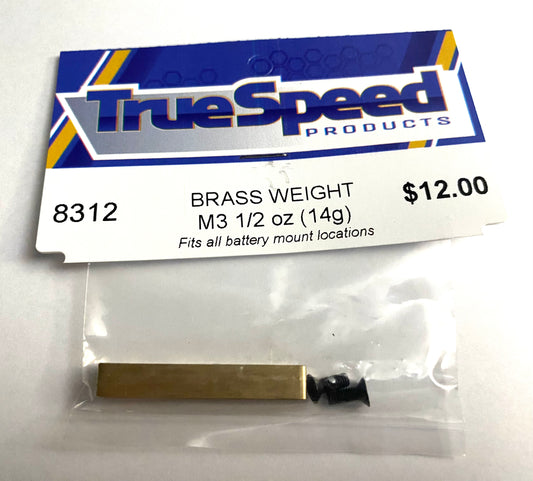 TrueSpeed
PRODUCTS
8312
BRASS WEIGHT
$12.00
M3 1/2 oz (14g)
Fits all battery mount locations